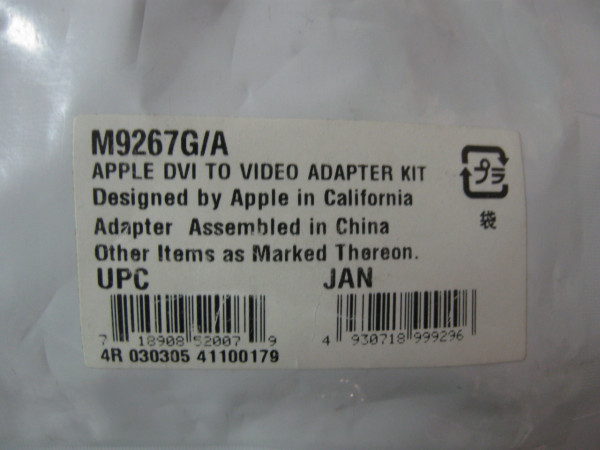 M9267G/A
APPLE DVI TO VIDEO ADAPTER KIT
Designed by Apple in California
Adapter Assembled in China
Other Items as Marked Thereon.
プラ
袋
UPC JAN
7 18908 52007 9 4 930718 999296
4R 030305 41100179